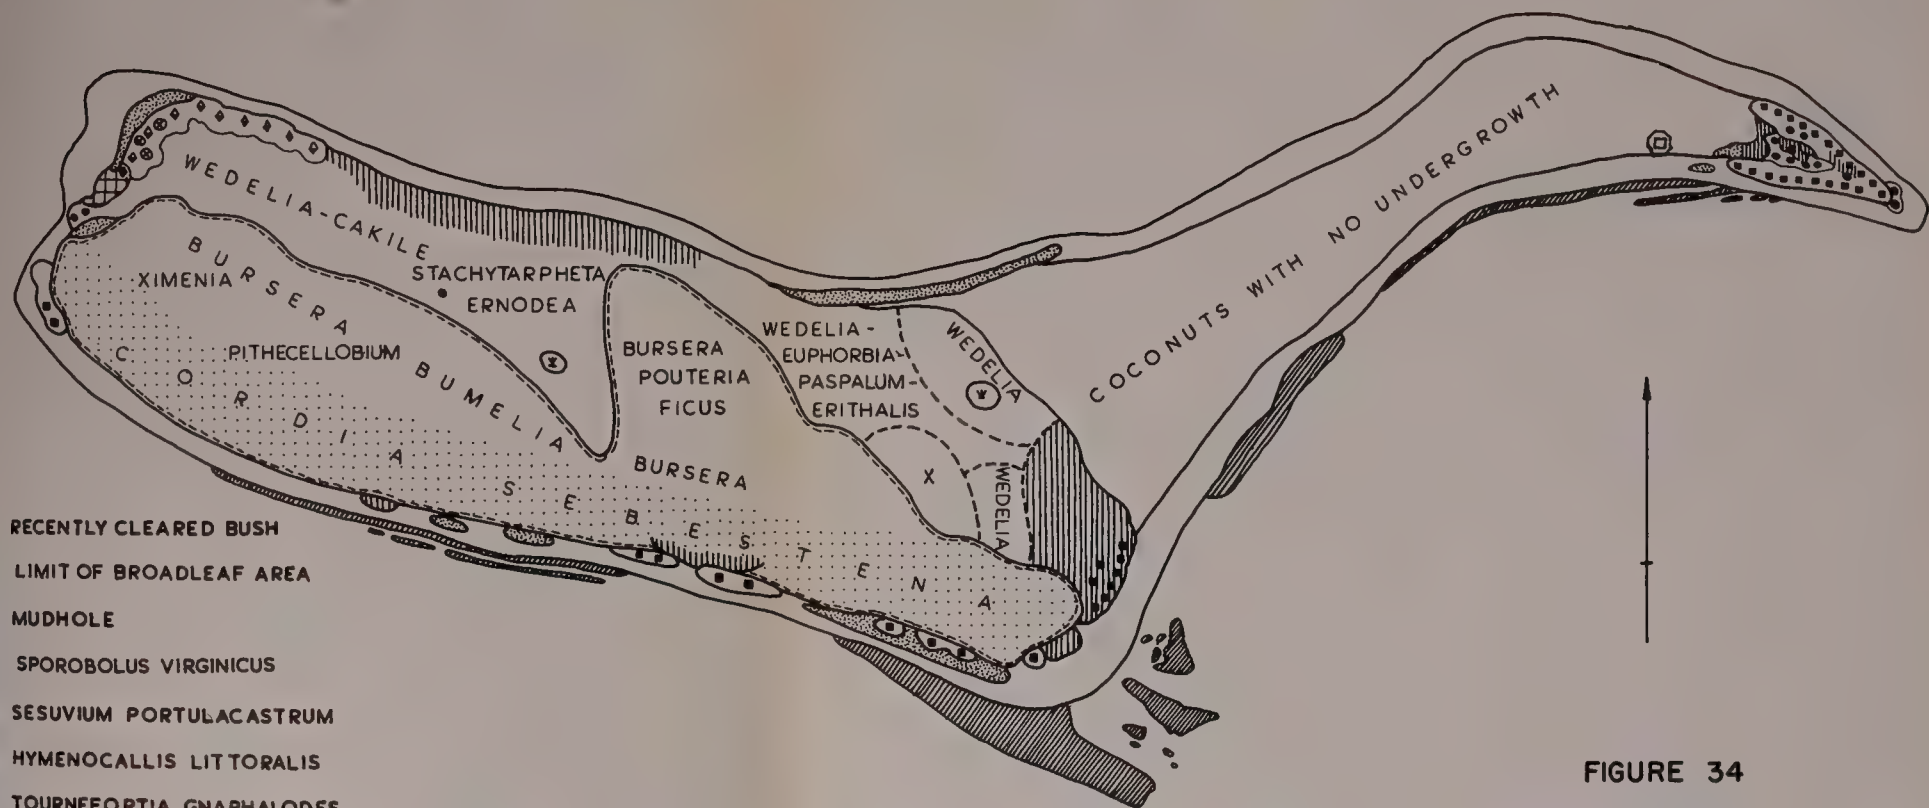 WEDELIA-CAKILE
BURSERA BUMELIA
XIMENIA
STACHYTARPHETA
ERNODEA
PITHECELLOBIUM
CORDIA SEBESTENA
BURSERA
POUTERIA
FICUS
BURSERA
WEDELIA-
EUPHORBIA-
PASPALUM-
ERITHALIS
WEDELIA
X
WEDELIA
COCONUTS WITH NO UNDERGROWTH
RECENTLY CLEARED BUSH
LIMIT OF BROADLEAF AREA
MUDHOLE
SPOROBOLUS VIRGINICUS
SESUVIUM PORTULACASTRUM
HYMENOCALLIS LITTORALIS
TOURNEFORTIA GNAPHALODES
FIGURE 34